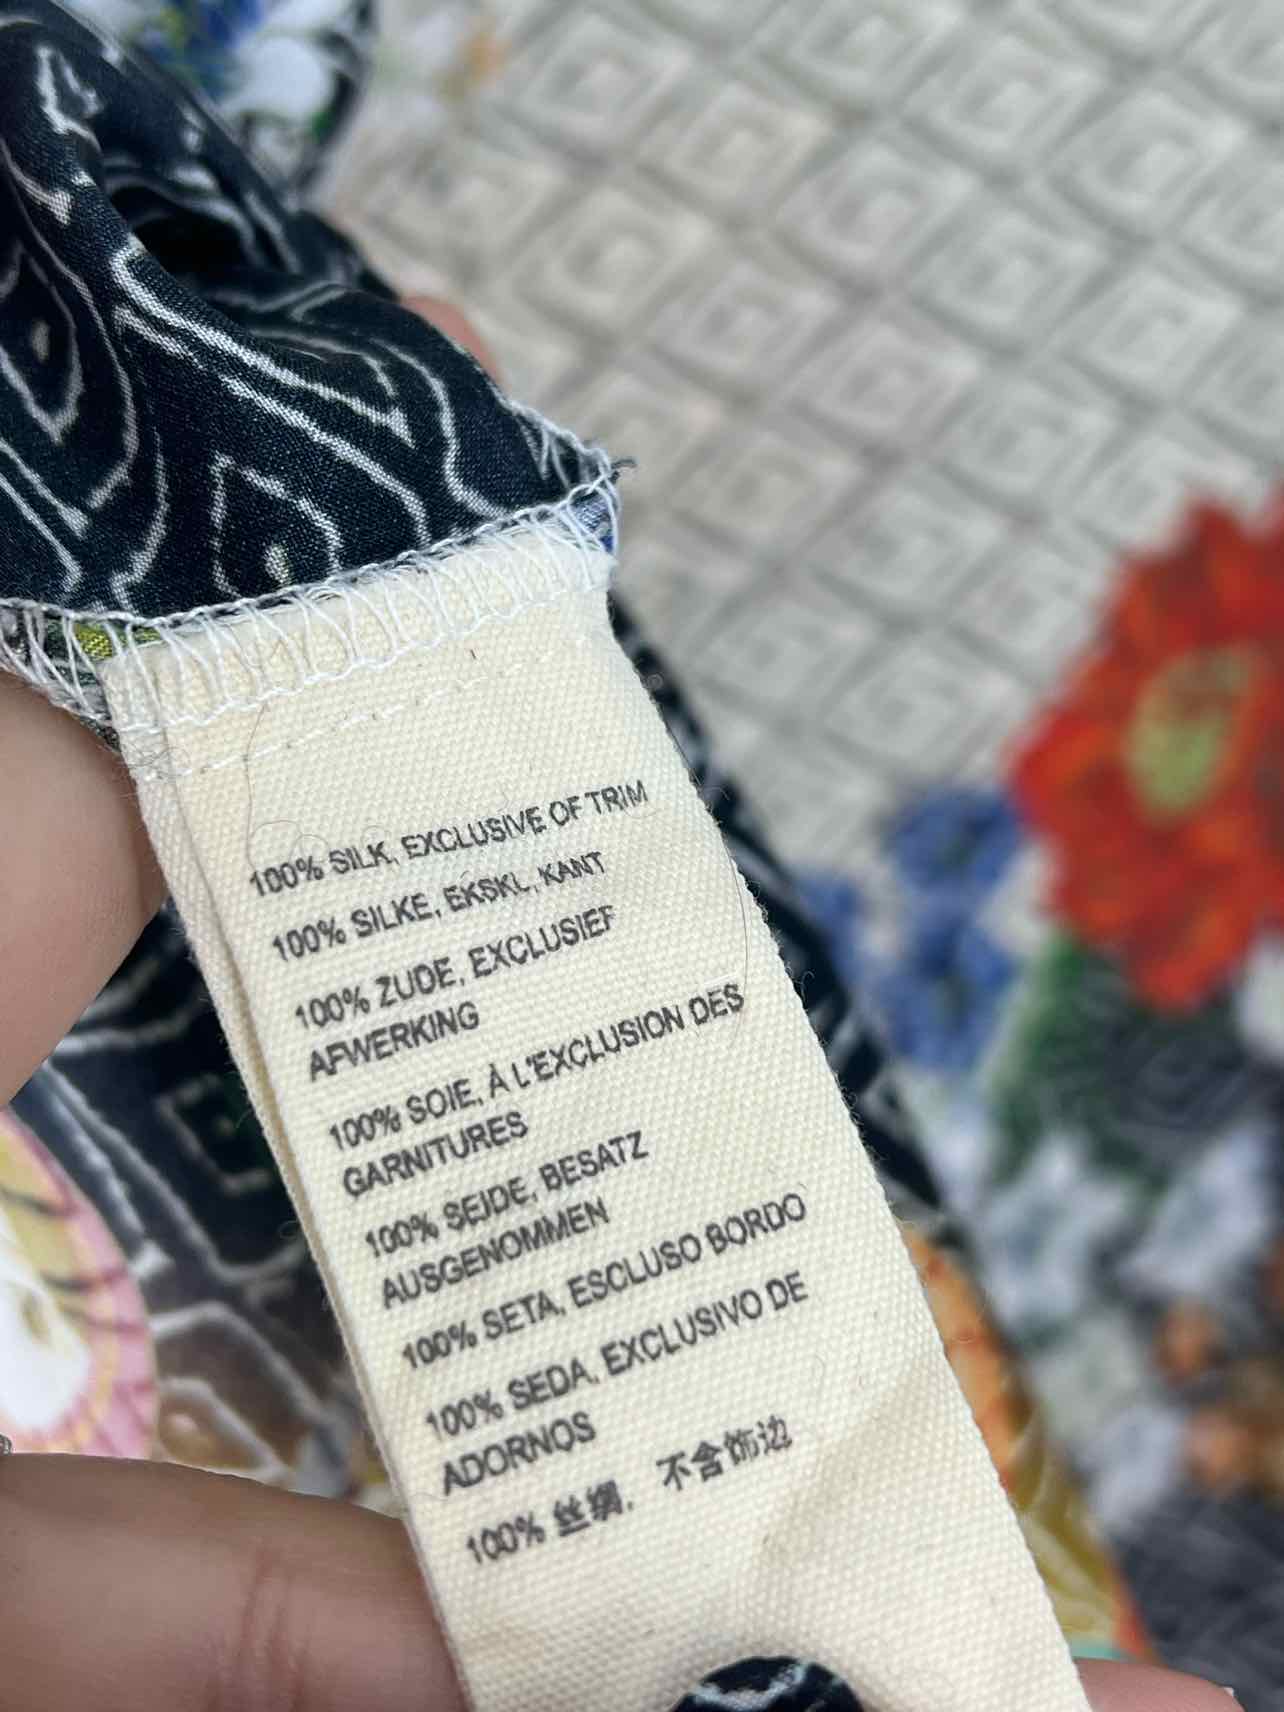 100% SILK, EXCLUSIVE OF TRIM
100% SILKE, EKSKL, KANT
100% ZIJDE, EXCLUSIEF
AFWERKING
100% SOIE, À L'EXCLUSION DES
GARNITURES
100% SEIDE, BESATZ
AUSGENOMMEN
100% SETA, ESCLUSO BORDO
100% SEDA, EXCLUSIVO DE
ADORNOS
100% 丝绸, 不含饰边